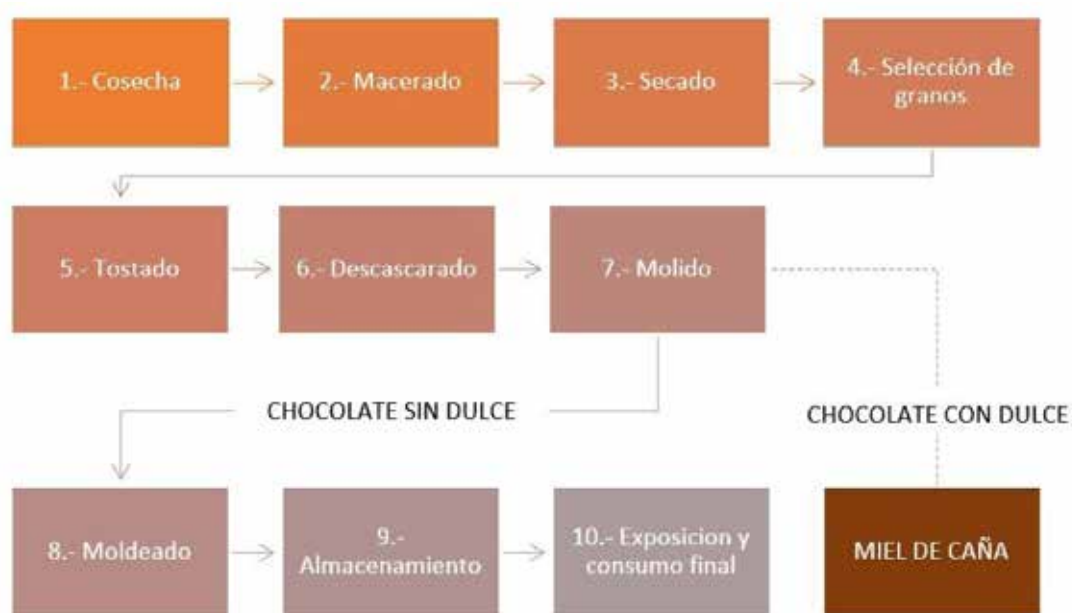 1.- Cosecha
2.- Macerado
3.- Secado
4.- Selección de
granos
5.- Tostado
6.- Descascarado
7.- Molido
CHOCOLATE SIN DULCE
CHOCOLATE CON DULCE
8.- Moldeado
9.-
Almacenamiento
10.- Exposicion y
consumo final
MIEL DE CAÑA